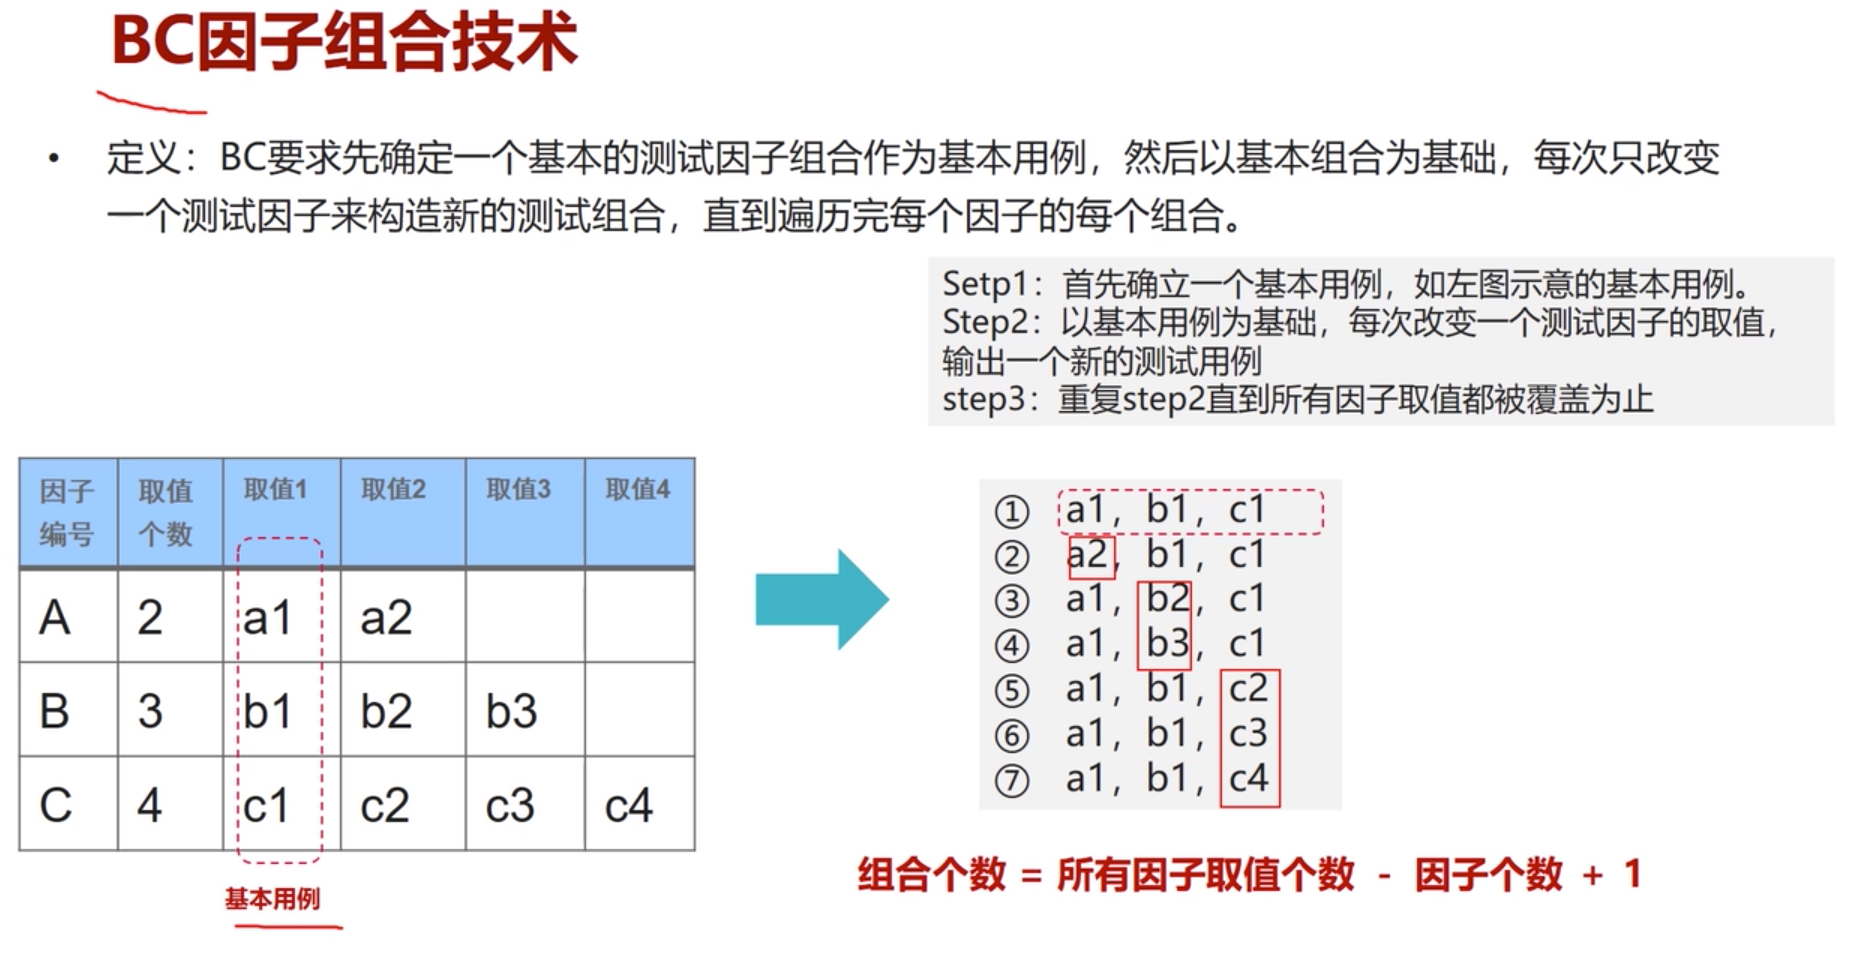 BC因子组合技术
• 定义：BC要求先确定一个基本的测试因子组合作为基本用例，然后以基本组合为基础，每次只改变
一个测试因子来构造新的测试组合，直到遍历完每个因子的每个组合。
Setp1：首先确立一个基本用例，如左图示意的基本用例。
Step2：以基本用例为基础，每次改变一个测试因子的取值，
输出一个新的测试用例
step3：重复step2直到所有因子取值都被覆盖为止
因子编号 取值个数 取值1 取值2 取值3 取值4
A 2 a1 a2
B 3 b1 b2 b3
C 4 c1 c2 c3 c4
基本用例
① a1, b1, c1
② a2, b1, c1
③ a1, b2, c1
④ a1, b3, c1
⑤ a1, b1, c2
⑥ a1, b1, c3
⑦ a1, b1, c4
组合个数 = 所有因子取值个数 - 因子个数 + 1